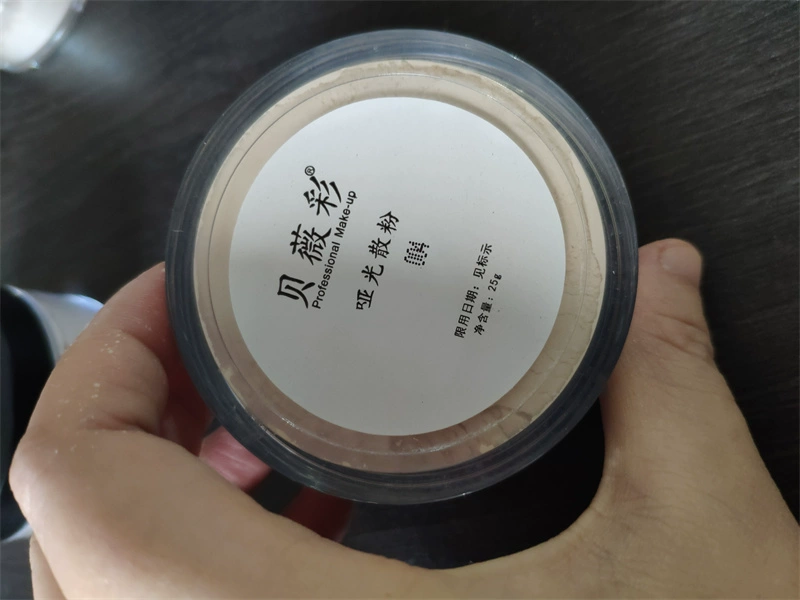 贝薇彩®
Professional Make-up
哑光散粉
限用日期：见标示
净含量：25g